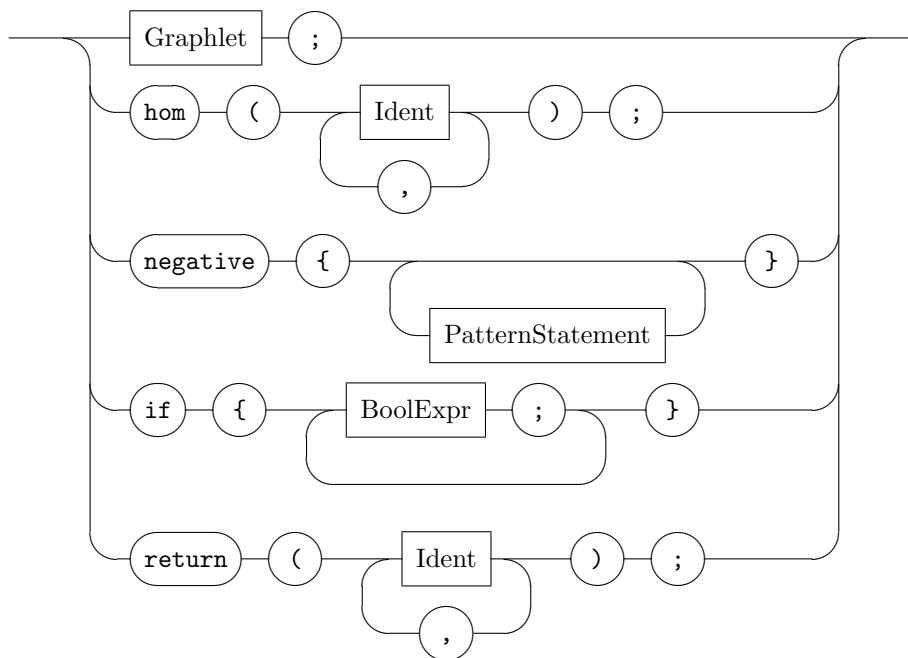 Graphlet ;
hom ( Ident ) ;
,
negative { }
PatternStatement
if { BoolExpr ; }
return ( Ident ) ;
,